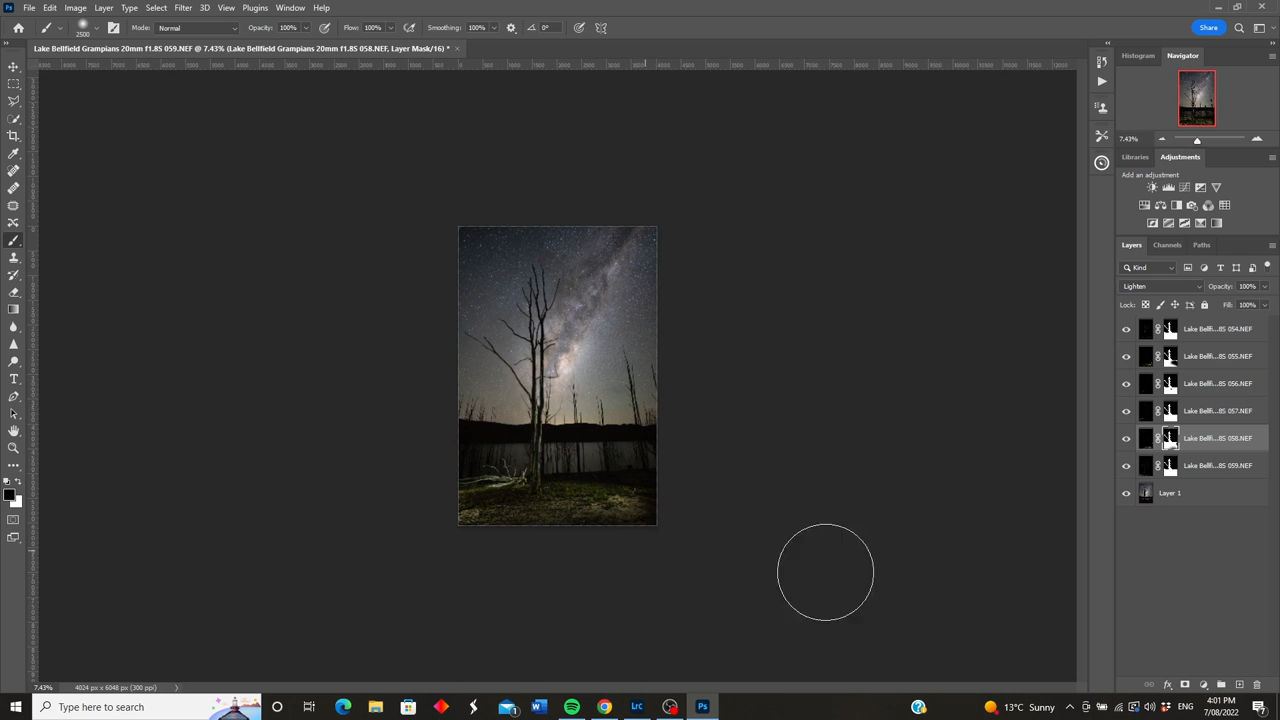 File Edit Image Layer Type Select Filter 3D View Plugins Window Help
2500 Mode: Normal Opacity: 100% Flow: 100% Smoothing: 100% 0° Share
Lake Bellfield Grampians 20mm f1.8S 059.NEF @ 7.43% (Lake Bellfield Grampians 20mm f1.8S 058.NEF, Layer Mask/16) *
Histogram Navigator
7.43%
Libraries Adjustments
Add an adjustment
Layers Channels Paths
Kind
Lighten Opacity: 100%
Lock: Fill: 100%
Lake Bellfi...8S 054.NEF
Lake Bellfi...8S 055.NEF
Lake Bellfi...8S 056.NEF
Lake Bellfi...8S 057.NEF
Lake Bellfi...8S 058.NEF
Lake Bellfi...8S 059.NEF
Layer 1
7.43% 4024 px x 6048 px (300 ppi)
Type here to search
13°C Sunny
4:01 PM
7/08/2022